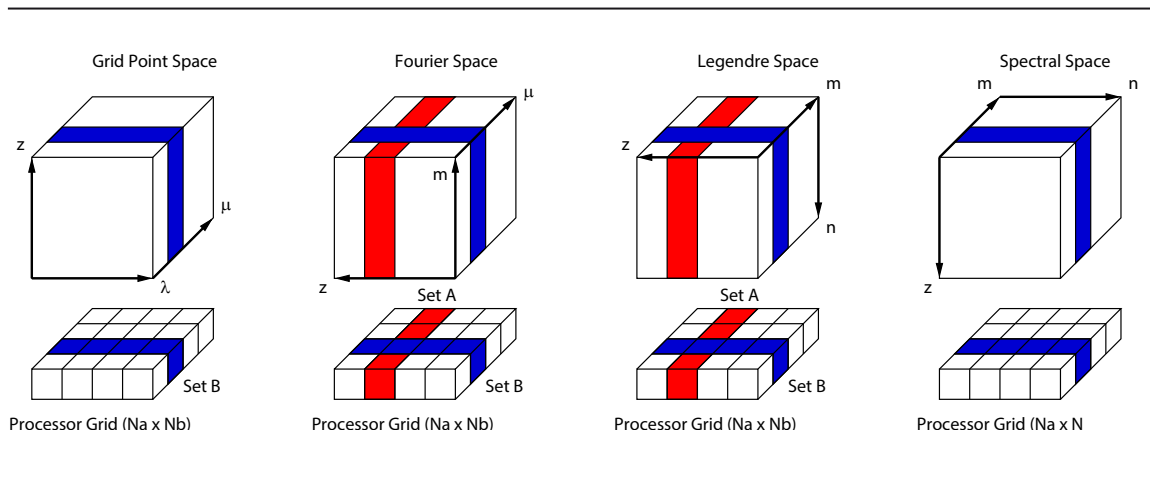 Grid Point Space
z
μ
λ
Set B
Processor Grid (Na x Nb)
Fourier Space
μ
m
z
Set A
Set B
Processor Grid (Na x Nb)
Legendre Space
m
z
n
Set A
Set B
Processor Grid (Na x Nb)
Spectral Space
m
n
z
Processor Grid (Na x N